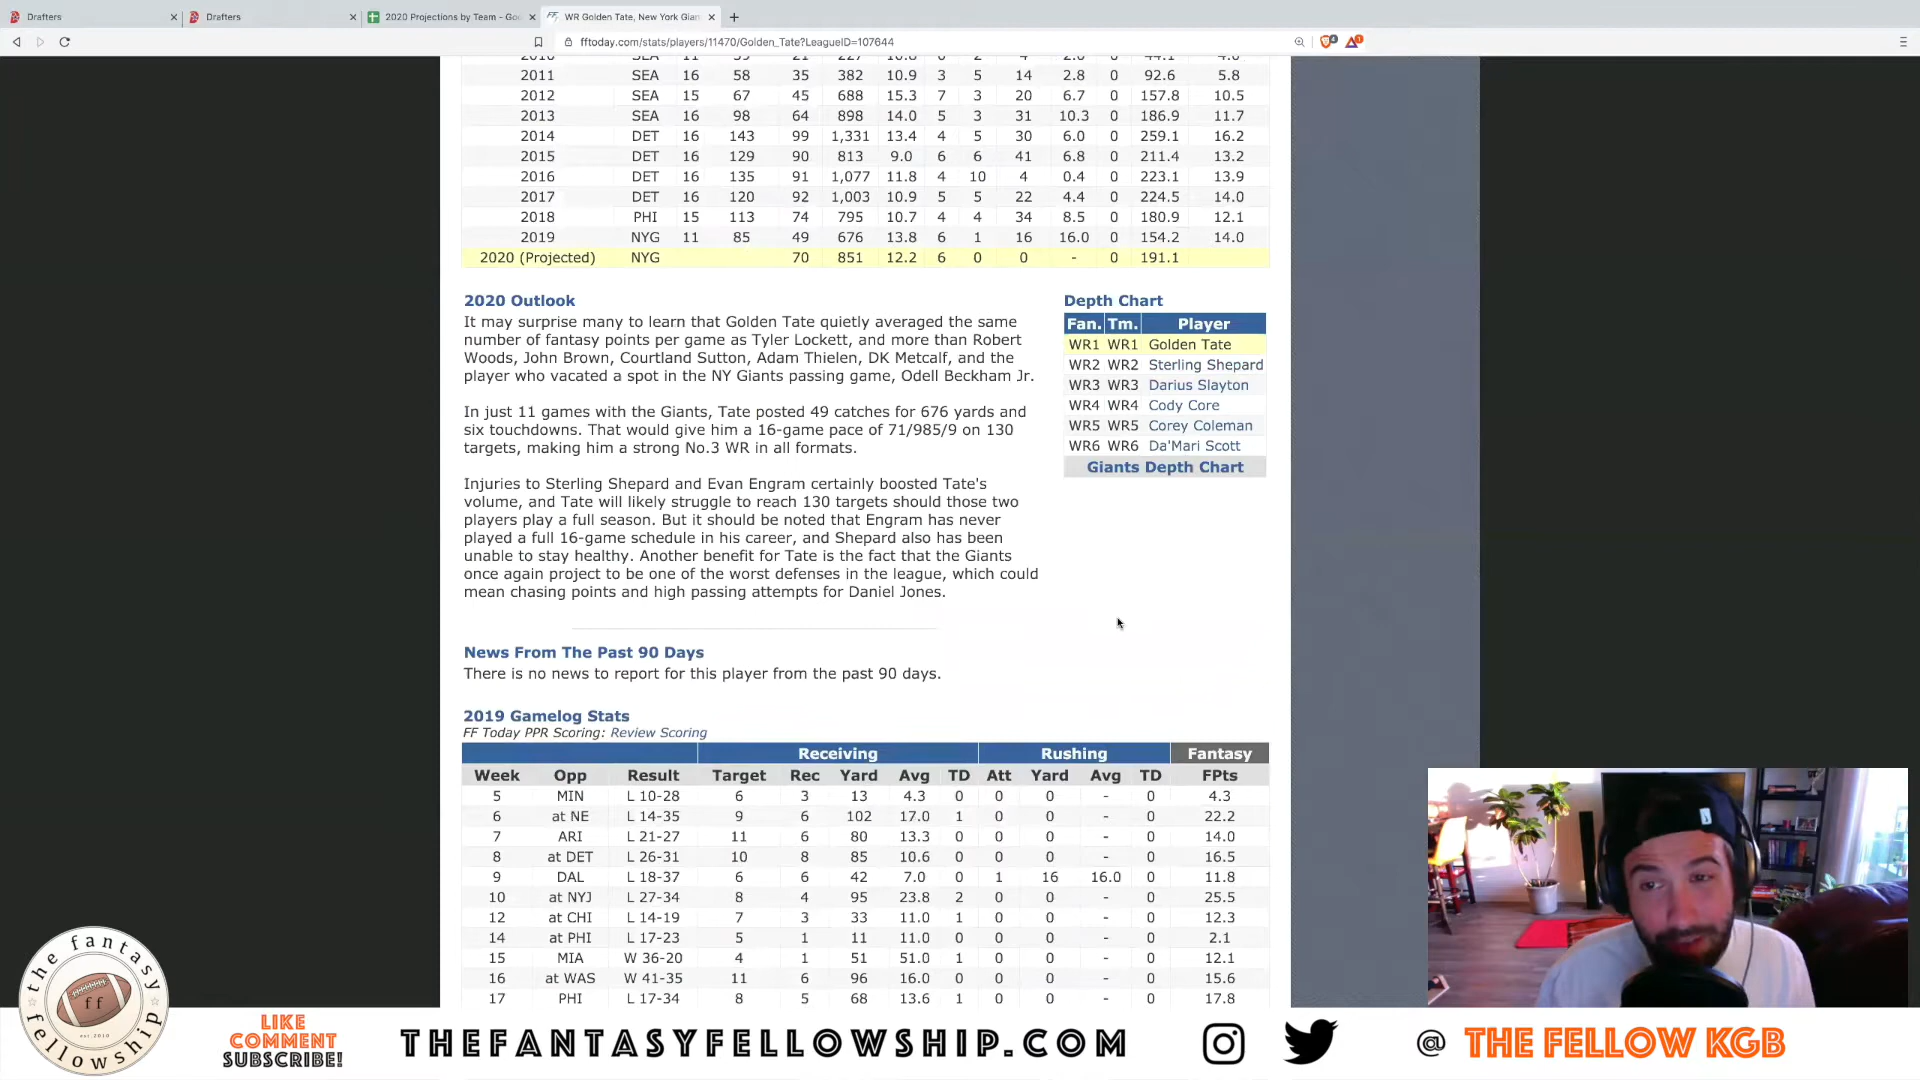 Drafters
Drafters
2020 Projections by Team - Goo
WR Golden Tate, New York Gian
fftoday.com/stats/players/11470/Golden_Tate?LeagueID=107644
2011 SEA 16 58 35 382 10.9 3 5 14 2.8 0 92.6 5.8
2012 SEA 15 67 45 688 15.3 7 3 20 6.7 0 157.8 10.5
2013 SEA 16 98 64 898 14.0 5 3 31 10.3 0 186.9 11.7
2014 DET 16 143 99 1,331 13.4 4 5 30 6.0 0 259.1 16.2
2015 DET 16 129 90 813 9.0 6 6 41 6.8 0 211.4 13.2
2016 DET 16 135 91 1,077 11.8 4 10 4 0.4 0 223.1 13.9
2017 DET 16 120 92 1,003 10.9 5 5 22 4.4 0 224.5 14.0
2018 PHI 15 113 74 795 10.7 4 4 34 8.5 0 180.9 12.1
2019 NYG 11 85 49 676 13.8 6 1 16 16.0 0 154.2 14.0
2020 (Projected) NYG 70 851 12.2 6 0 0 - 0 191.1
2020 Outlook
It may surprise many to learn that Golden Tate quietly averaged the same
number of fantasy points per game as Tyler Lockett, and more than Robert
Woods, John Brown, Courtland Sutton, Adam Thielen, DK Metcalf, and the
player who vacated a spot in the NY Giants passing game, Odell Beckham Jr.
In just 11 games with the Giants, Tate posted 49 catches for 676 yards and
six touchdowns. That would give him a 16-game pace of 71/985/9 on 130
targets, making him a strong No.3 WR in all formats.
Injuries to Sterling Shepard and Evan Engram certainly boosted Tate's
volume, and Tate will likely struggle to reach 130 targets should those two
players play a full season. But it should be noted that Engram has never
played a full 16-game schedule in his career, and Shepard also has been
unable to stay healthy. Another benefit for Tate is the fact that the Giants
once again project to be one of the worst defenses in the league, which could
mean chasing points and high passing attempts for Daniel Jones.
Depth Chart
Fan. Tm. Player
WR1 WR1 Golden Tate
WR2 WR2 Sterling Shepard
WR3 WR3 Darius Slayton
WR4 WR4 Cody Core
WR5 WR5 Corey Coleman
WR6 WR6 Da'Mari Scott
Giants Depth Chart
News From The Past 90 Days
There is no news to report for this player from the past 90 days.
2019 Gamelog Stats
FF Today PPR Scoring: Review Scoring
Receiving Rushing Fantasy
Week Opp Result Target Rec Yard Avg TD Att Yard Avg TD FPts
5 MIN L 10-28 6 3 13 4.3 0 0 0 - 0 4.3
6 at NE L 14-35 9 6 102 17.0 1 0 0 - 0 22.2
7 ARI L 21-27 11 6 80 13.3 0 0 0 - 0 14.0
8 at DET L 26-31 10 8 85 10.6 0 0 0 - 0 16.5
9 DAL L 18-37 6 6 42 7.0 0 1 16 16.0 0 11.8
10 at NYJ L 27-34 8 4 95 23.8 2 0 0 - 0 25.5
12 at CHI L 14-19 7 3 33 11.0 1 0 0 - 0 12.3
14 at PHI L 17-23 5 1 11 11.0 0 0 0 - 0 2.1
15 MIA W 36-20 4 1 51 51.0 1 0 0 - 0 12.1
16 at WAS W 41-35 11 6 96 16.0 0 0 0 - 0 15.6
17 PHI L 17-34 8 5 68 13.6 1 0 0 - 0 17.8
the fantasy fellowship
ff
est. 2010
LIKE
COMMENT
SUBSCRIBE!
THEFANTASYFELLOWSHIP.COM
@ THE FELLOW KGB